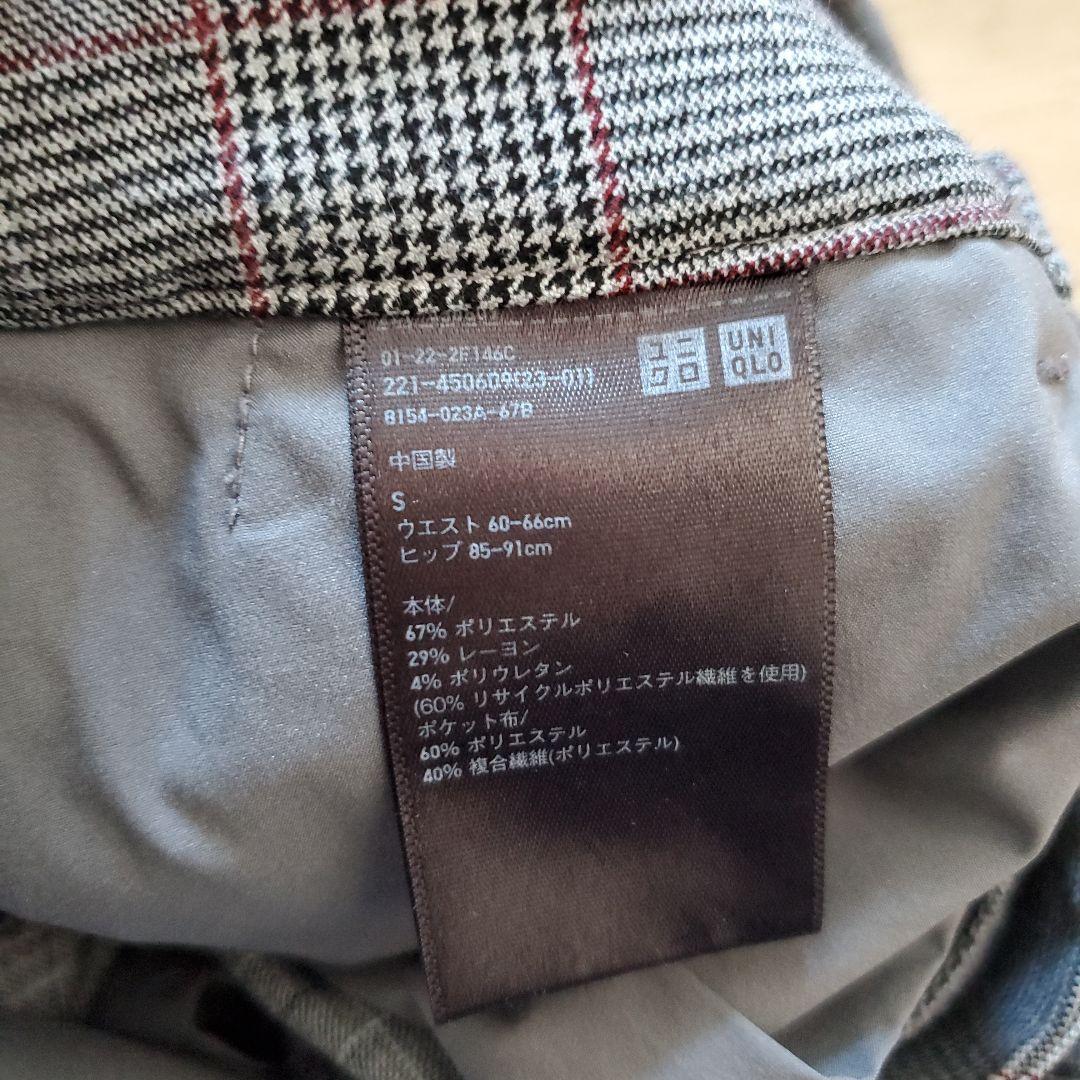 01-22-2F146C
221-450609(23-01)
8154-023A-67B
ユニ
クロ
UNI
QLO
中国製
S
ウエスト 60-66cm
ヒップ 85-91cm
本体/
67% ポリエステル
29% レーヨン
4% ポリウレタン
(60% リサイクルポリエステル繊維を使用)
ポケット布/
60% ポリエステル
40% 複合繊維(ポリエステル)